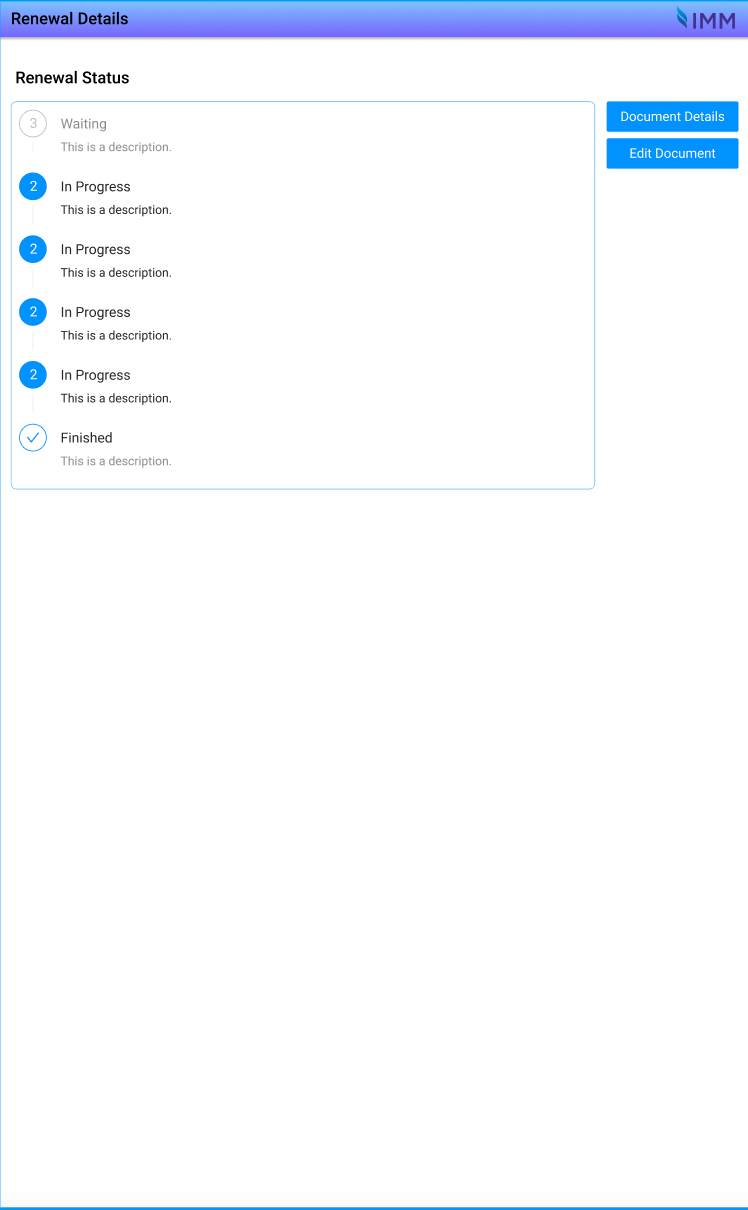 Renewal Details
IMM
Renewal Status
3 Waiting
This is a description.
2 In Progress
This is a description.
2 In Progress
This is a description.
2 In Progress
This is a description.
2 In Progress
This is a description.
Finished
This is a description.
Document Details
Edit Document